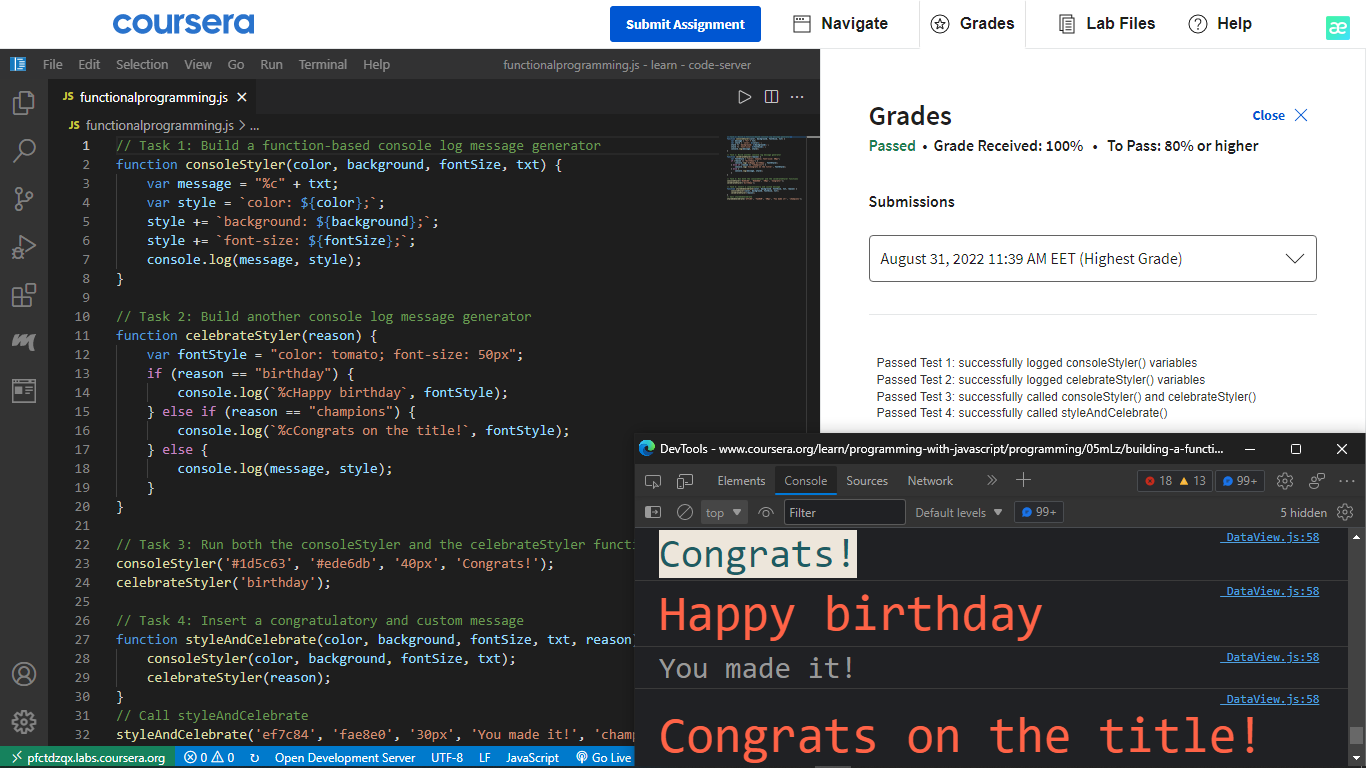 coursera
Submit Assignment
Navigate
Grades
Lab Files
Help
æ
File Edit Selection View Go Run Terminal Help
functionalprogramming.js - learn - code-server
JS functionalprogramming.js
JS functionalprogramming.js > ...
1 // Task 1: Build a function-based console log message generator
2 function consoleStyler(color, background, fontSize, txt) {
3 var message = "%c" + txt;
4 var style = `color: ${color};`;
5 style += `background: ${background};`;
6 style += `font-size: ${fontSize};`;
7 console.log(message, style);
8 }
9
10 // Task 2: Build another console log message generator
11 function celebrateStyler(reason) {
12 var fontStyle = "color: tomato; font-size: 50px";
13 if (reason == "birthday") {
14 console.log(`%cHappy birthday`, fontStyle);
15 } else if (reason == "champions") {
16 console.log(`%cCongrats on the title!`, fontStyle);
17 } else {
18 console.log(message, style);
19 }
20 }
21
22 // Task 3: Run both the consoleStyler and the celebrateStyler functi
23 consoleStyler('#1d5c63', '#ede6db', '40px', 'Congrats!');
24 celebrateStyler('birthday');
25
26 // Task 4: Insert a congratulatory and custom message
27 function styleAndCelebrate(color, background, fontSize, txt, reason)
28 consoleStyler(color, background, fontSize, txt);
29 celebrateStyler(reason);
30 }
31 // Call styleAndCelebrate
32 styleAndCelebrate('ef7c84', 'fae8e0', '30px', 'You made it!', 'champ
pfctdzqx.labs.coursera.org 0 0 Open Development Server UTF-8 LF JavaScript Go Live
Grades
Close
Passed • Grade Received: 100% • To Pass: 80% or higher
Submissions
August 31, 2022 11:39 AM EET (Highest Grade)
Passed Test 1: successfully logged consoleStyler() variables
Passed Test 2: successfully logged celebrateStyler() variables
Passed Test 3: successfully called consoleStyler() and celebrateStyler()
Passed Test 4: successfully called styleAndCelebrate()
DevTools - www.coursera.org/learn/programming-with-javascript/programming/05mLz/building-a-functi...
Elements Console Sources Network 18 13 99+
top Filter Default levels 99+ 5 hidden
Congrats! DataView.js:58
Happy birthday DataView.js:58
You made it! DataView.js:58
Congrats on the title! DataView.js:58